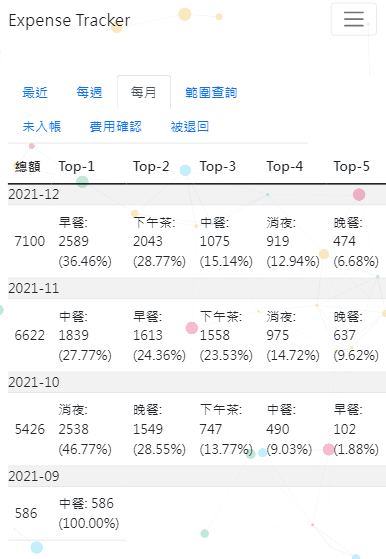 Expense Tracker
最近 每週 每月 範圍查詢
未入帳 費用確認 被退回
總額 Top-1 Top-2 Top-3 Top-4 Top-5
2021-12
早餐: 下午茶: 中餐: 消夜: 晚餐:
7100 2589 2043 1075 919 474
(36.46%) (28.77%) (15.14%) (12.94%) (6.68%)
2021-11
中餐: 早餐: 下午茶: 消夜: 晚餐:
6622 1839 1613 1558 975 637
(27.77%) (24.36%) (23.53%) (14.72%) (9.62%)
2021-10
消夜: 晚餐: 下午茶: 中餐: 早餐:
5426 2538 1549 747 490 102
(46.77%) (28.55%) (13.77%) (9.03%) (1.88%)
2021-09
中餐: 586
586
(100.00%)